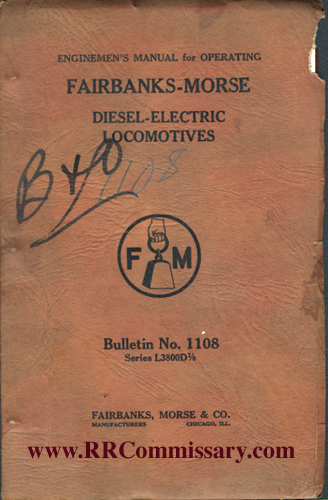 ENGINEMEN'S MANUAL for OPERATING
FAIRBANKS-MORSE
DIESEL-ELECTRIC
LOCOMOTIVES
B & O 1108
F M
Bulletin No. 1108
Series L3800D⅛
FAIRBANKS, MORSE & CO.
MANUFACTURERS CHICAGO, ILL.
www.RRCommissary.com